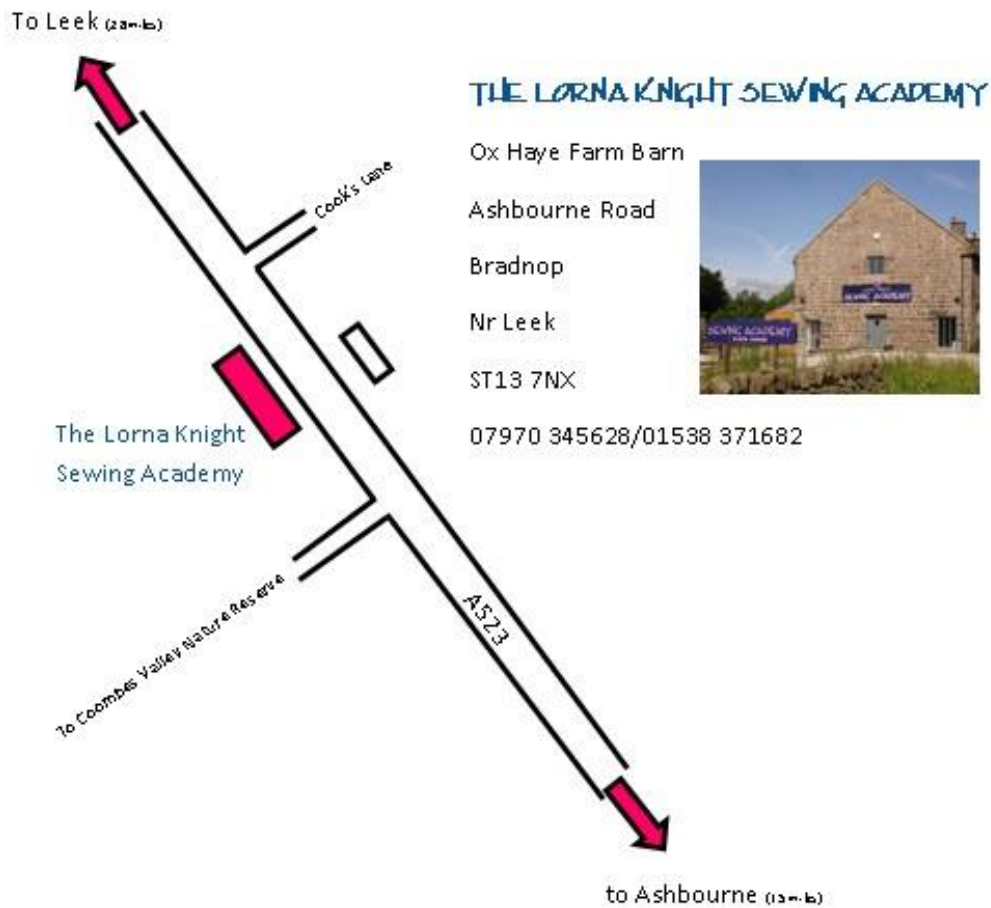 To Leek
THE LORNA KNIGHT SEWING ACADEMY
Ox Haye Farm Barn
Ashbourne Road
Bradnop
Nr Leek
ST13 7NX
07970 345628/01538 371682
SEWING ACADEMY
SEWING ACADEMY
Cook's Lane
The Lorna Knight
Sewing Academy
To Coombes Valley Nature Reserve
A523
to Ashbourne